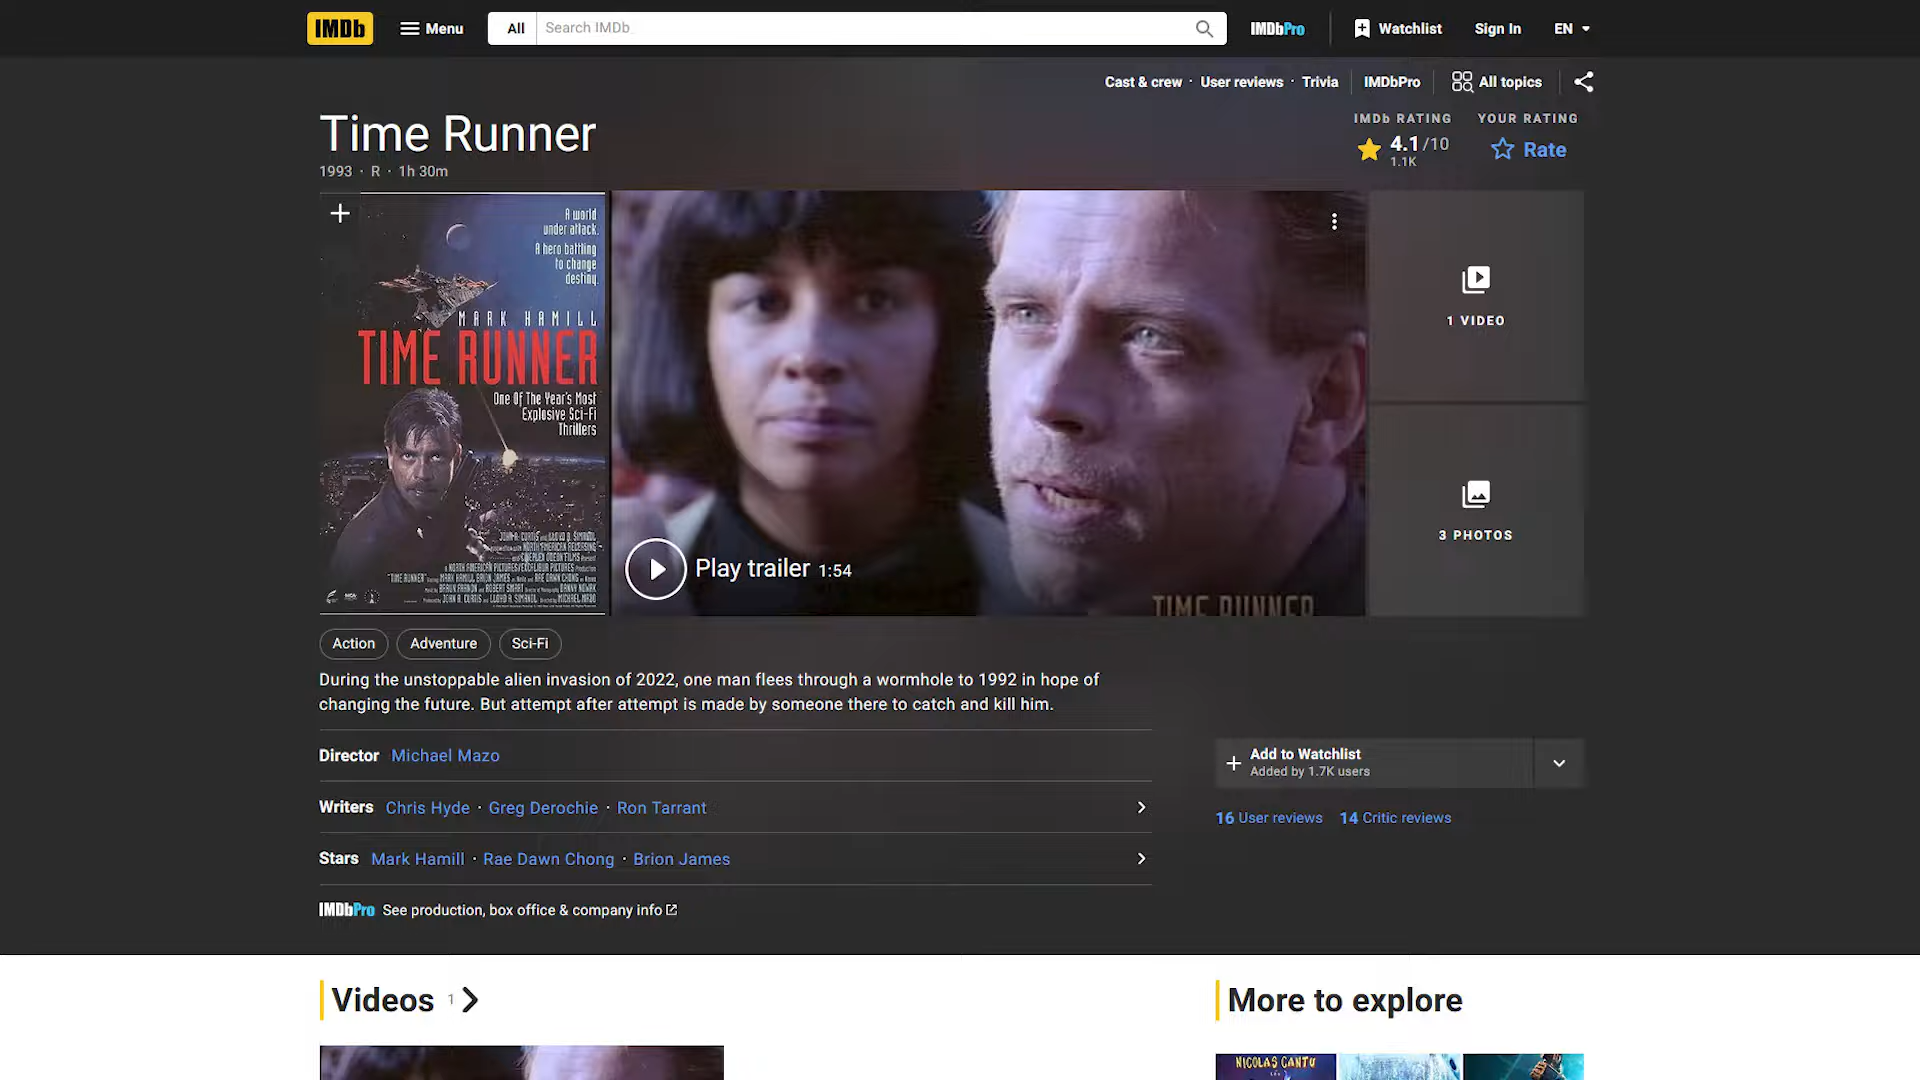 IMDb
Menu
All
Search IMDb
IMDbPro
Watchlist
Sign In
EN
Cast & crew · User reviews · Trivia
IMDbPro
All topics
Time Runner
1993 · R · 1h 30m
IMDb RATING
4.1/10
1.1K
YOUR RATING
Rate
A world
under attack.
A hero battling
to change
destiny.
MARK HAMILL
TIME RUNNER
One Of The Year's Most
Explosive Sci-Fi
Thrillers
Play trailer 1:54
TIME RUNNER
1 VIDEO
3 PHOTOS
Action
Adventure
Sci-Fi
During the unstoppable alien invasion of 2022, one man flees through a wormhole to 1992 in hope of
changing the future. But attempt after attempt is made by someone there to catch and kill him.
Director Michael Mazo
Writers Chris Hyde · Greg Derochie · Ron Tarrant
Stars Mark Hamill · Rae Dawn Chong · Brion James
IMDbPro See production, box office & company info
Add to Watchlist
Added by 1.7K users
16 User reviews 14 Critic reviews
Videos 1
More to explore
NICOLAS CANTU